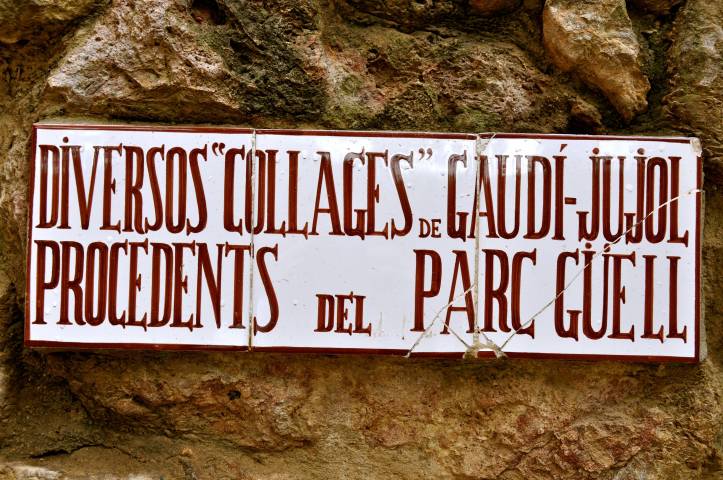 DIVERSOS "COLLAGES" DE GAUDÍ-JUJOL
PROCEDENTS DEL PARC GÜELL